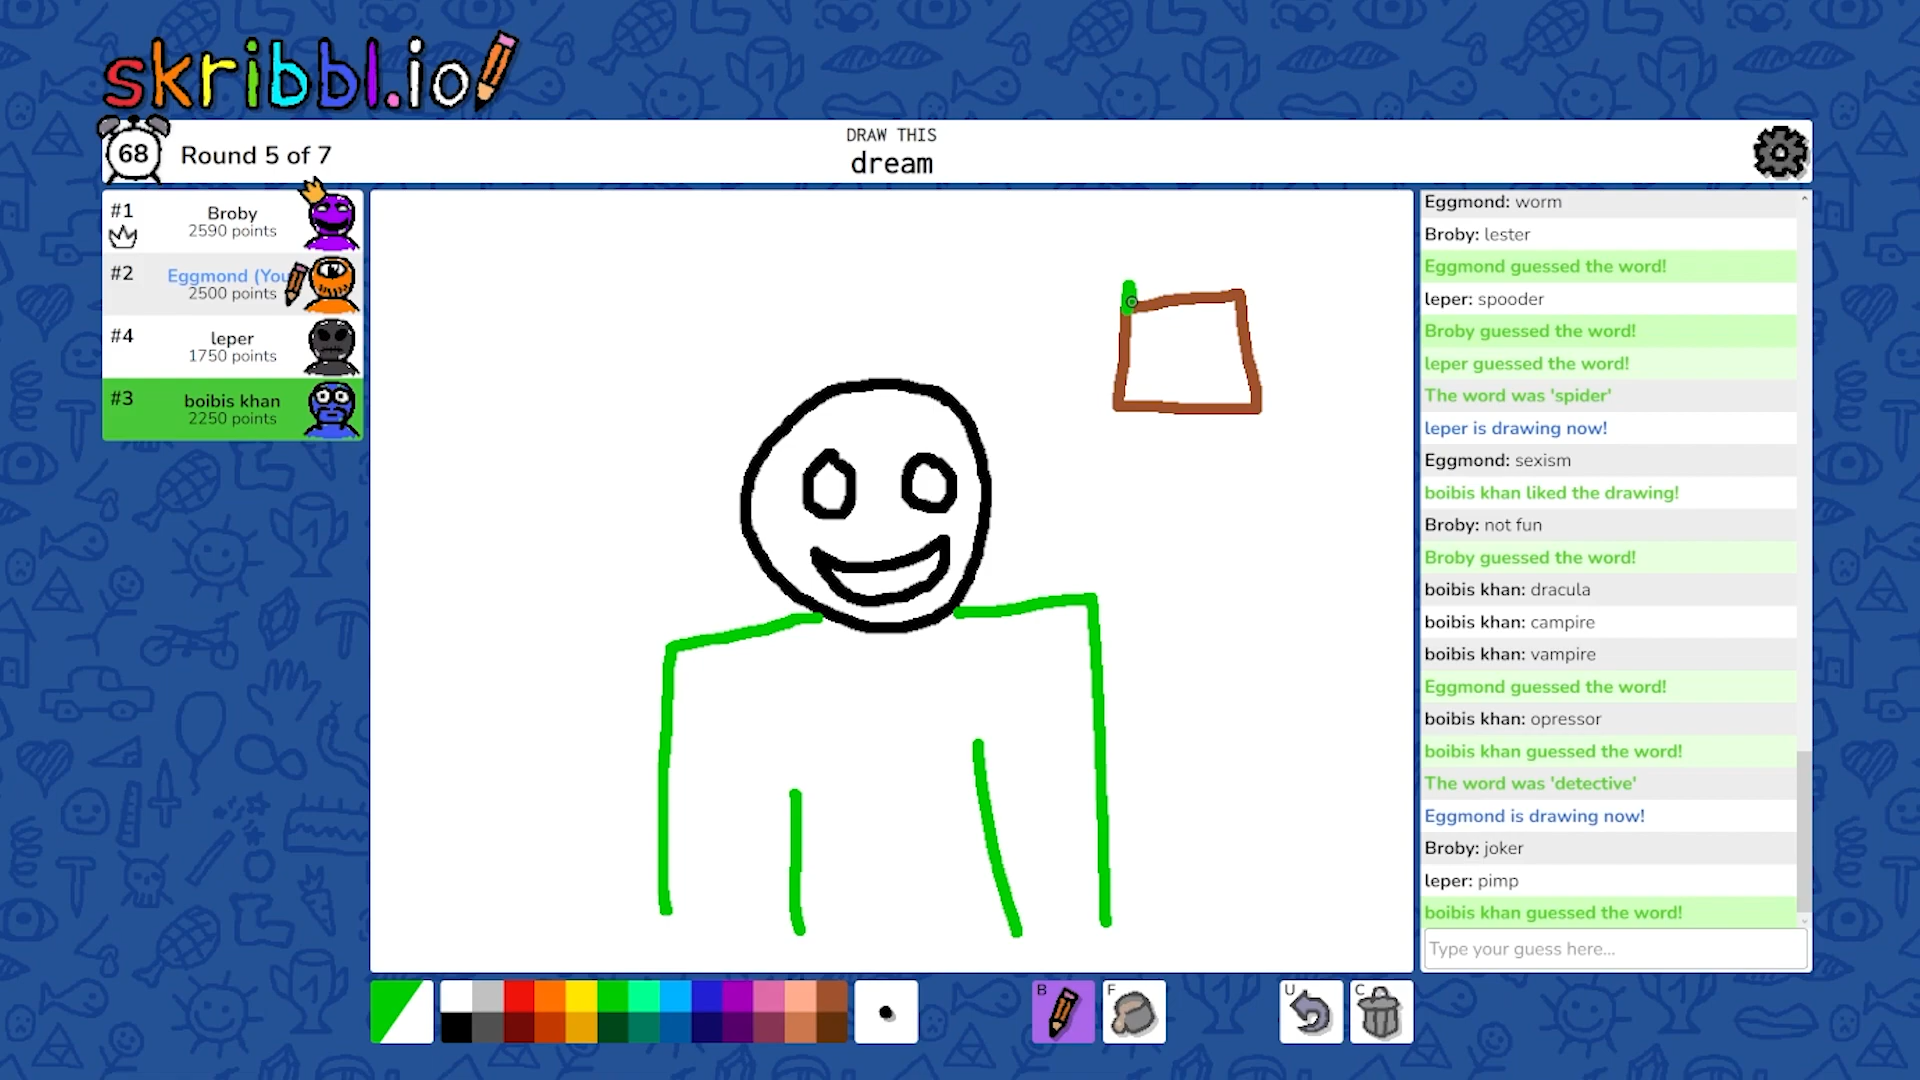 skribbl.io
68
Round 5 of 7
DRAW THIS
dream
#1
Broby
2590 points
#2
Eggmond (You
2500 points
#4
leper
1750 points
#3
boibis khan
2250 points
Eggmond: worm
Broby: lester
Eggmond guessed the word!
leper: spooder
Broby guessed the word!
leper guessed the word!
The word was 'spider'
leper is drawing now!
Eggmond: sexism
boibis khan liked the drawing!
Broby: not fun
Broby guessed the word!
boibis khan: dracula
boibis khan: campire
boibis khan: vampire
Eggmond guessed the word!
boibis khan: opressor
boibis khan guessed the word!
The word was 'detective'
Eggmond is drawing now!
Broby: joker
leper: pimp
boibis khan guessed the word!
Type your guess here...
B
F
U
C